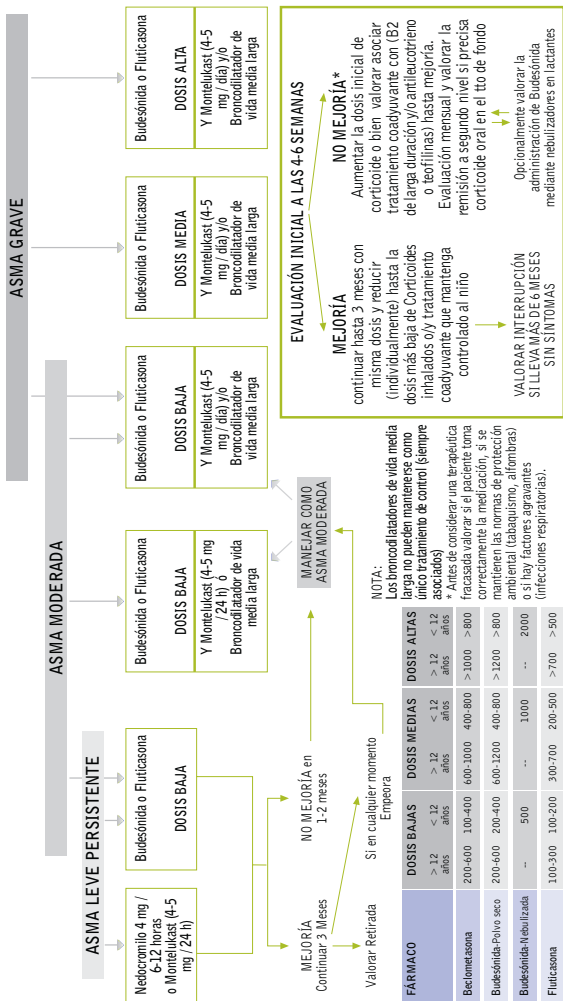 ASMA GRAVE
ASMA MODERADA
ASMA LEVE PERSISTENTE
Nedocromilo 4 mg /
6-12 horas
o Montelukast (4-5
mg / 24 h)
Budesónida o Fluticasona
DOSIS BAJA
Budesónida o Fluticasona
DOSIS BAJA
Y Montelukast (4-5 mg
/ 24 h) ó
Broncodilatador de vida
media larga
Budesónida o Fluticasona
DOSIS BAJA
Y Montelukast (4-5
mg / día) y/o
Broncodilatador de
vida media larga
Budesónida o Fluticasona
DOSIS MEDIA
Y Montelukast (4-5
mg / día) y/o
Broncodilatador de
vida media larga
Budesónida o Fluticasona
DOSIS ALTA
Y Montelukast (4-5
mg / día) y/o
Broncodilatador de
vida media larga
MEJORÍA
Continuar 3 Meses
NO MEJORÍA en
1-2 meses
MANEJAR COMO
ASMA MODERADA
Valorar Retirada
Si en cualquier momento
Empeora
EVALUACIÓN INICIAL A LAS 4-6 SEMANAS
MEJORÍA
continuar hasta 3 meses con
misma dosis y reducir
(individualmente) hasta la
dosis más baja de Corticóides
inhalados o/y tratamiento
coadyuvante que mantenga
controlado al niño
VALORAR INTERRUPCIÓN
SI LLEVA MÁS DE 6 MESES
SIN SÍNTOMAS
NO MEJORÍA*
Aumentar la dosis inicial de
corticoide o bien valorar asociar
tratamiento coadyuvante con (B2
de larga duración y/o antileucotrieno
o teofilinas) hasta mejoría.
Evaluación mensual y valorar la
remisión a segundo nivel si precisa
corticoide oral en el tto de fondo
Opcionalmente valorar la
administración de Budesónida
mediante nebulizadores en lactantes
FÁRMACO DOSIS BAJAS DOSIS MEDIAS DOSIS ALTAS
> 12 años < 12 años > 12 años < 12 años > 12 años < 12 años
Beclometasona 200-600 100-400 600-1000 400-800 >1000 >800
Budesónida-Polvo seco 200-600 200-400 600-1200 400-800 >1200 >800
Budesónida-Nebulizada -- 500 -- 1000 -- 2000
Fluticasona 100-300 100-200 300-700 200-500 >700 >500
NOTA:
Los broncodilatadores de vida media
larga no pueden mantenerse como
único tratamiento de control (siempre
asociados)
* Antes de considerar una terapéutica
fracasada valorar si el paciente toma
correctamente la medicación, si se
mantienen las normas de protección
ambiental (tabaquismo, alfombras)
o si hay factores agravantes
(infecciones respiratorias).